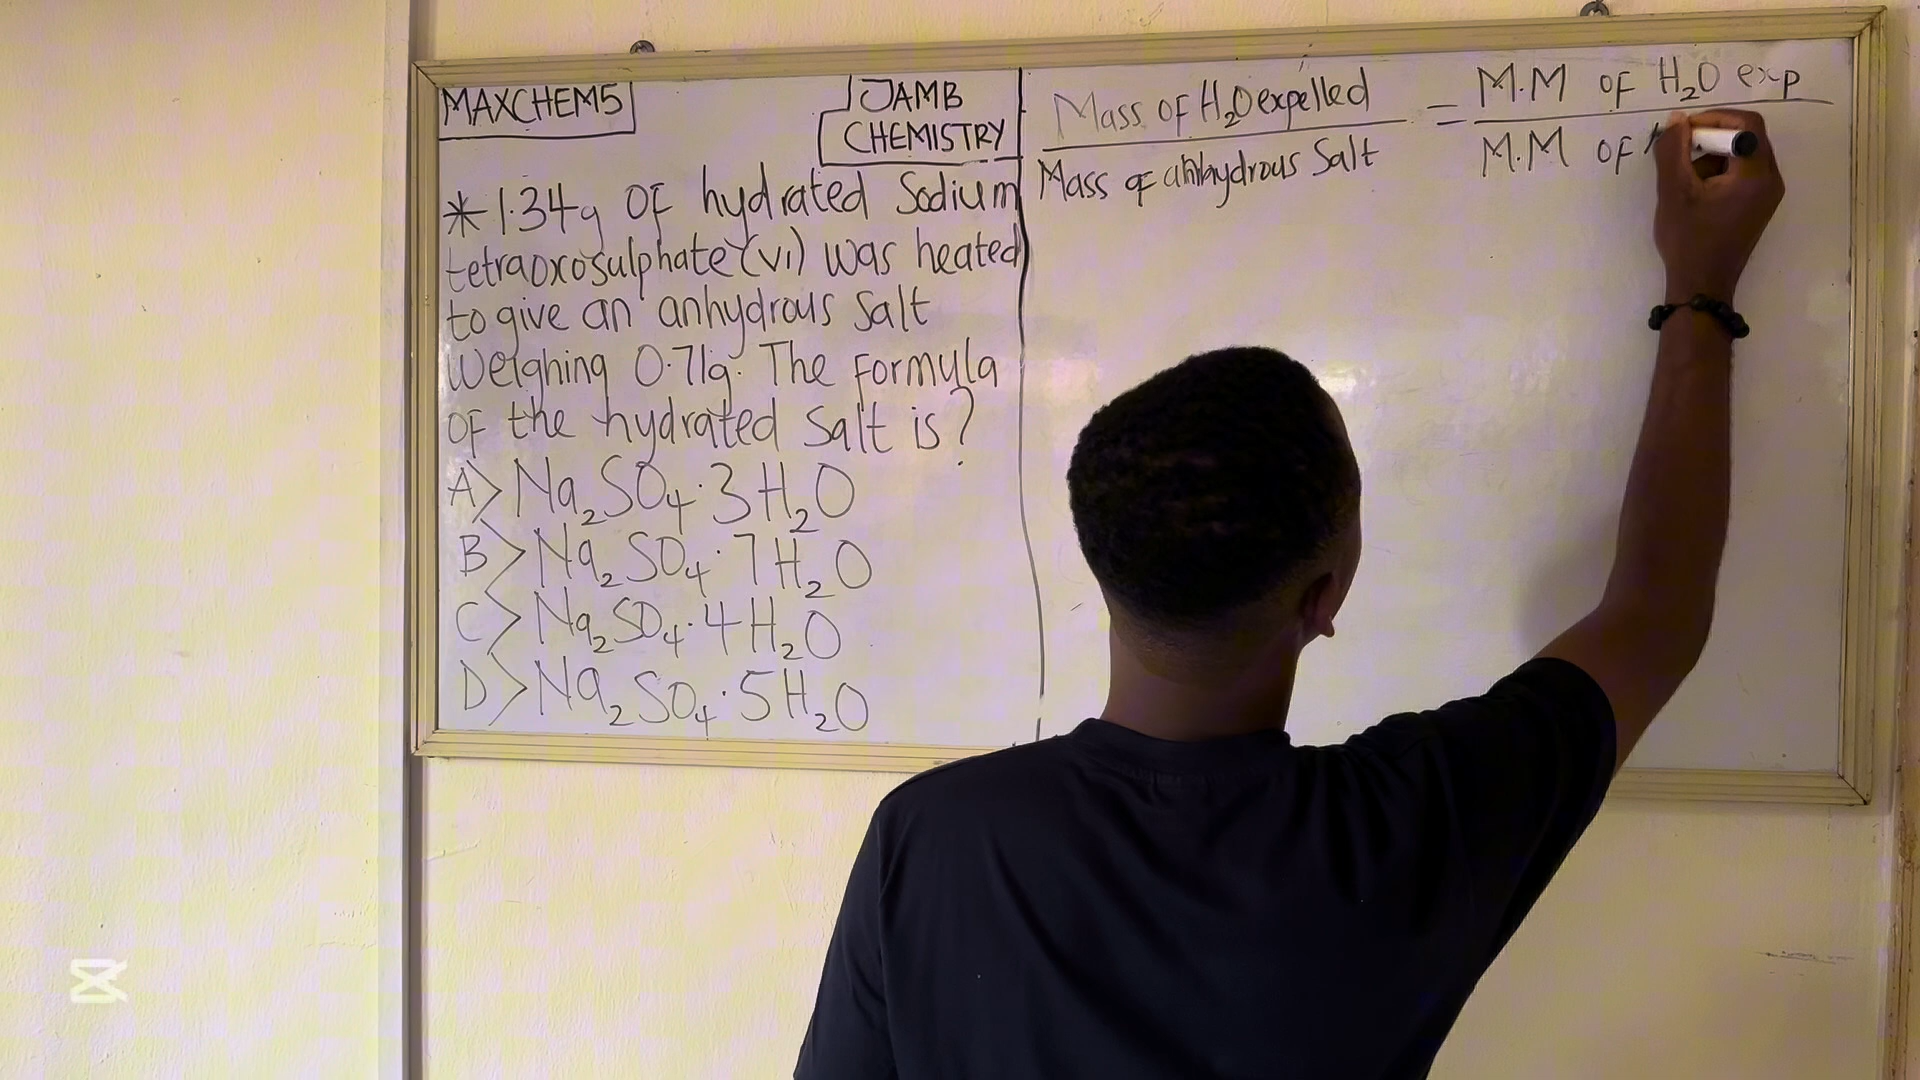 MAXCHEM5
JAMB
CHEMISTRY
* 1.34g OF hydrated Sodium
tetraoxosulphate (VI) was heated
to give an anhydrous Salt
weighing 0.71g. The Formula
OF the hydrated Salt is?
A> Na₂SO₄·3H₂O
B> Na₂SO₄·7H₂O
C> Na₂SO₄·4H₂O
D> Na₂SO₄·5H₂O
Mass of H₂O expelled
Mass of anhydrous Salt
=
M.M OF H₂O exp
M.M OF